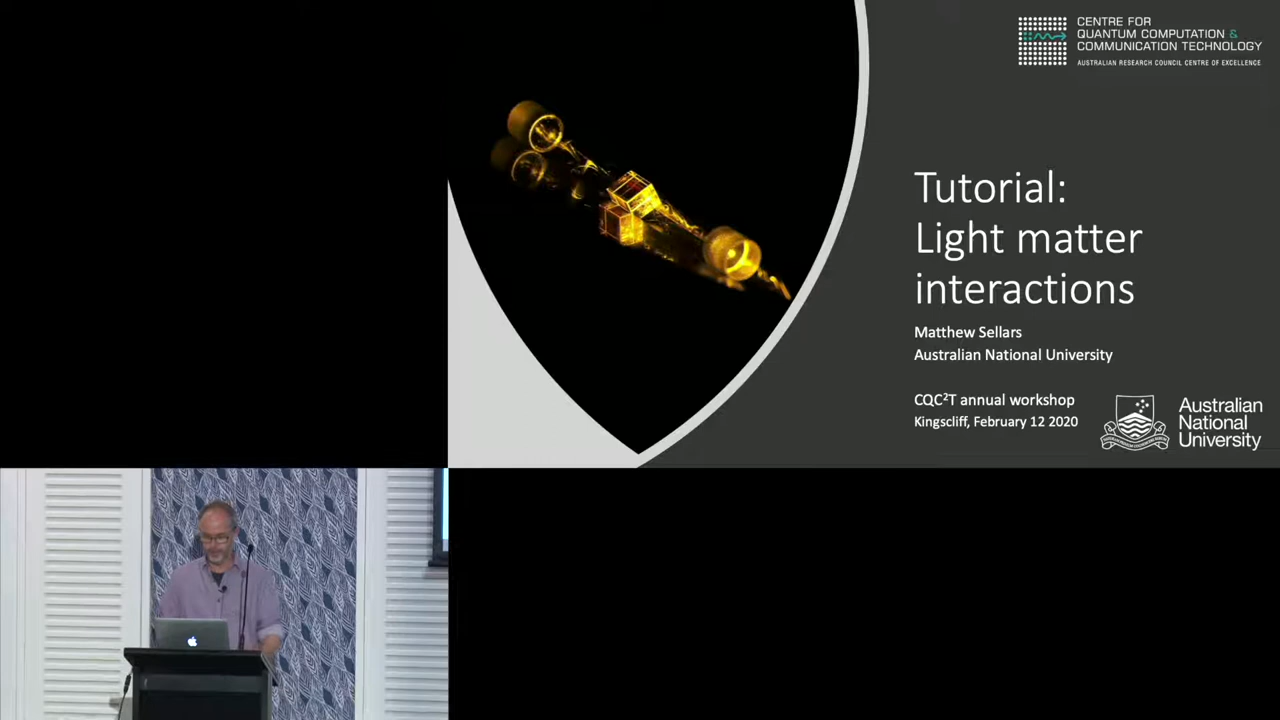 CENTRE FOR
QUANTUM COMPUTATION &
COMMUNICATION TECHNOLOGY
AUSTRALIAN RESEARCH COUNCIL CENTRE OF EXCELLENCE
Tutorial:
Light matter
interactions
Matthew Sellars
Australian National University
CQC²T annual workshop
Kingscliff, February 12 2020
Australian
National
University